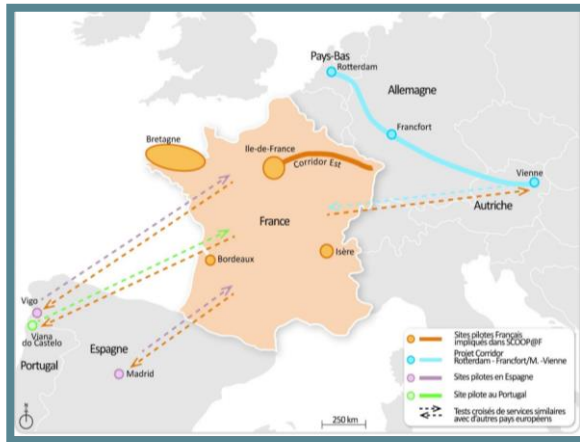 Pays-Bas
Rotterdam
Allemagne
Francfort
Bretagne
Ile-de-France
Corridor Est
Vienne
Autriche
France
Isère
Bordeaux
Vigo
Viana
do Castelo
Portugal
Espagne
Madrid
Sites pilotes Français
impliqués dans SCOOP@F
Projet Corridor
Rotterdam - Francfort/M. -Vienne
Sites pilotes en Espagne
Site pilote au Portugal
Tests croisés de services similaires
avec d'autres pays européens
250 km